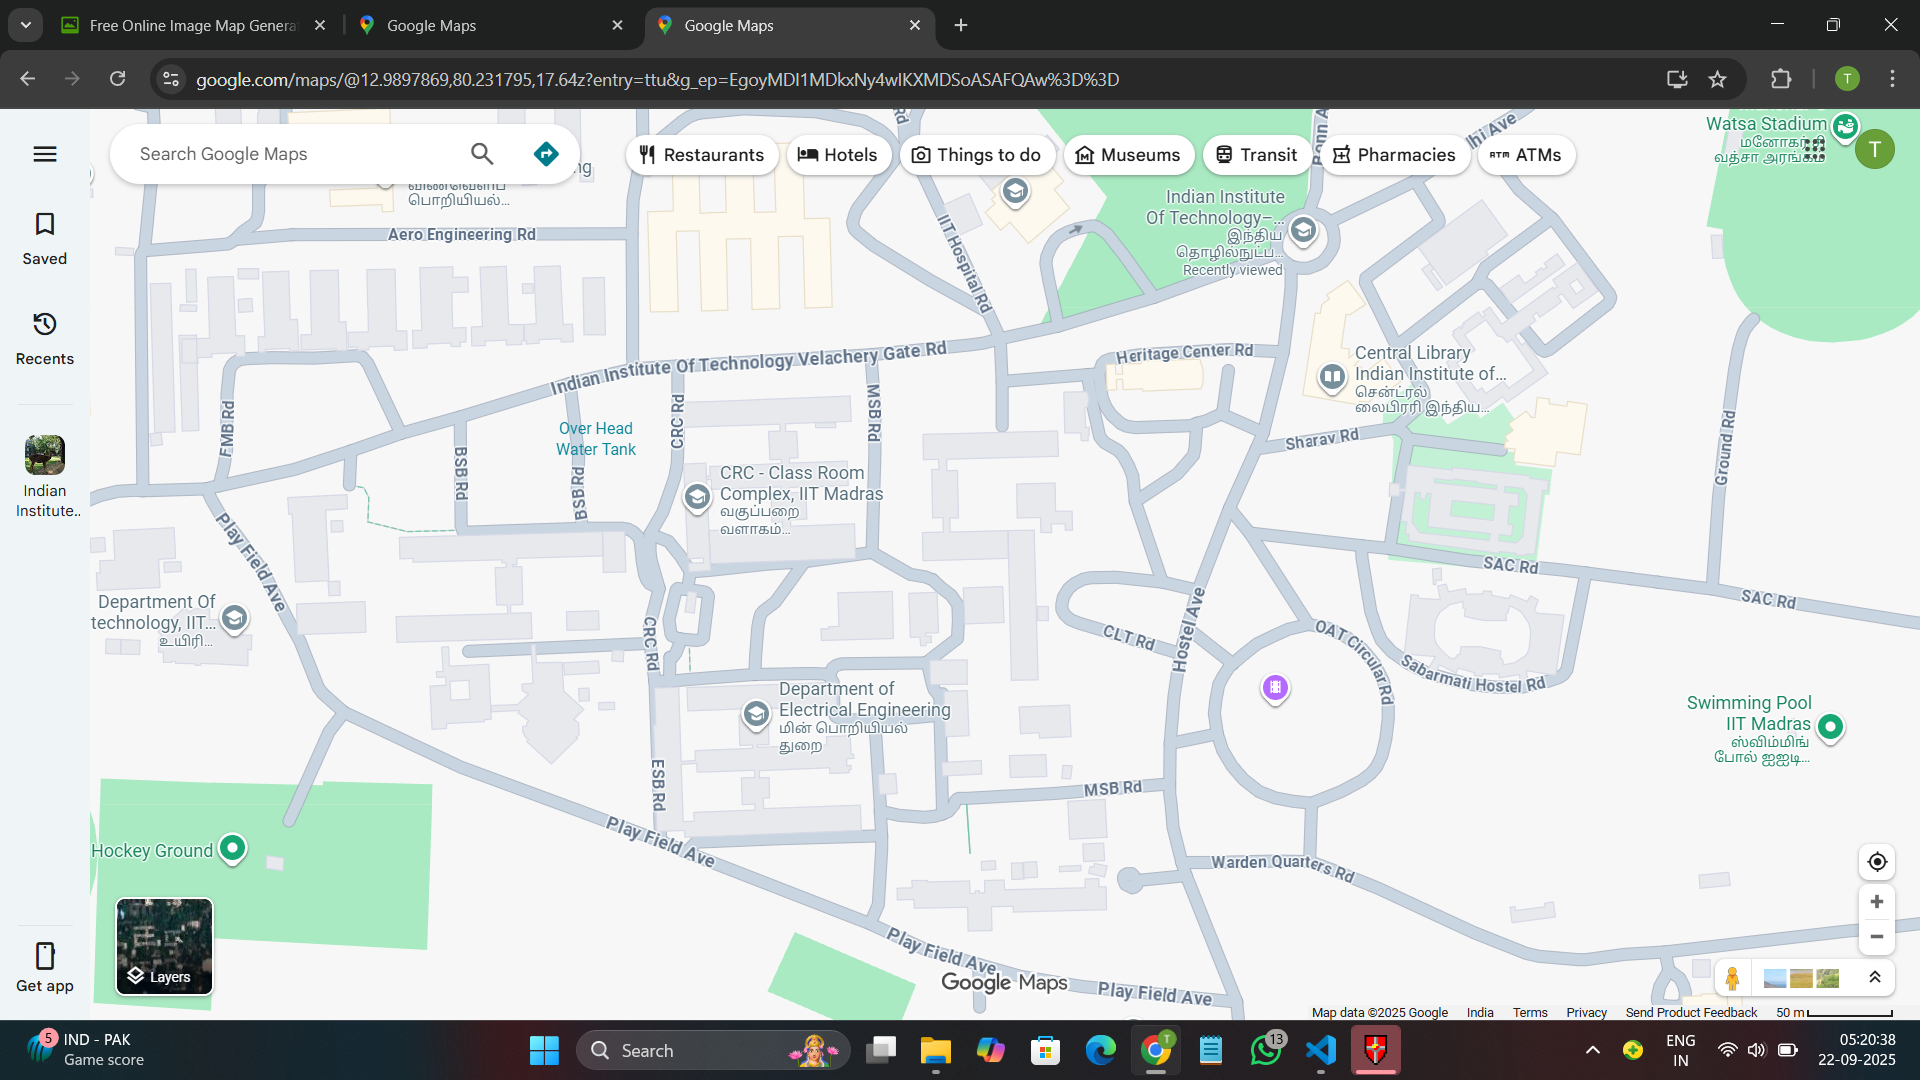 Free Online Image Map Genera
Google Maps
Google Maps
google.com/maps/@12.9897869,80.231795,17.64z?entry=ttu&g_ep=EgoyMDI1MDkxNy4wIKXMDSoASAFQAw%3D%3D
T
Search Google Maps
Restaurants
Hotels
Things to do
Museums
Transit
Pharmacies
ATMs
T
Saved
Recents
Indian
Institute..
Get app
ing
பொறியியல்...
Aero Engineering Rd
IIT Hospital Rd
Indian Institute
Of Technology–...
இந்திய
தொழில்நுட்ப...
Recently viewed
lhi Ave
Watsa Stadium
மனோகர்
வத்சா அரங்கம்
Indian Institute Of Technology Velachery Gate Rd
Heritage Center Rd
Central Library
Indian Institute of...
சென்ட்ரல்
லைபிரரி இந்திய...
FMB Rd
BSB Rd
Over Head
Water Tank
BSB Rd
CRC Rd
MSB Rd
Sharav Rd
Ground Rd
CRC - Class Room
Complex, IIT Madras
வகுப்பறை
வளாகம்...
Play Field Ave
Department Of
technology, IIT...
உயிரி...
SAC Rd
SAC Rd
CRC Rd
CLT Rd
Hostel Ave
OAT Circular Rd
Sabarmati Hostel Rd
Department of
Electrical Engineering
மின் பொறியியல்
துறை
Swimming Pool
IIT Madras
ஸ்விம்மிங்
போல் ஐஐடி...
ESB Rd
MSB Rd
Play Field Ave
Hockey Ground
Warden Quarters Rd
Play Field Ave
Play Field Ave
Layers
Google Maps
Map data ©2025 Google
India
Terms
Privacy
Send Product Feedback
50 m
5
IND - PAK
Game score
Search
T
13
ENG
IN
05:20:38
22-09-2025